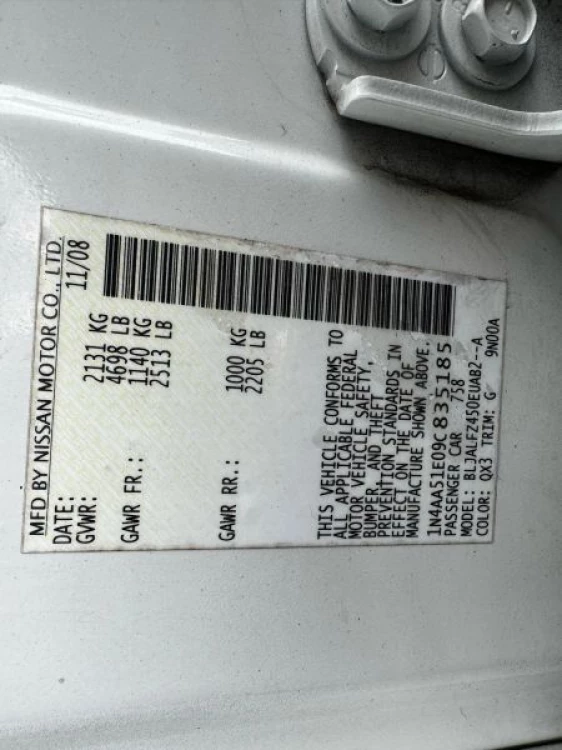 MFD BY NISSAN MOTOR CO., LTD.
DATE: 11/08
GVWR: 2131 KG
4698 LB
GAWR FR.: 1140 KG
2513 LB
GAWR RR.: 1000 KG
2205 LB
THIS VEHICLE CONFORMS TO
ALL APPLICABLE FEDERAL
MOTOR VEHICLE SAFETY,
BUMPER, AND THEFT
PREVENTION STANDARDS IN
EFFECT ON THE DATE OF
MANUFACTURE SHOWN ABOVE.
1N4AA51E09C835185
PASSENGER CAR 758
MODEL: BLJALFZ450EUAB2--A
COLOR: QX3 TRIM: G 9N00A